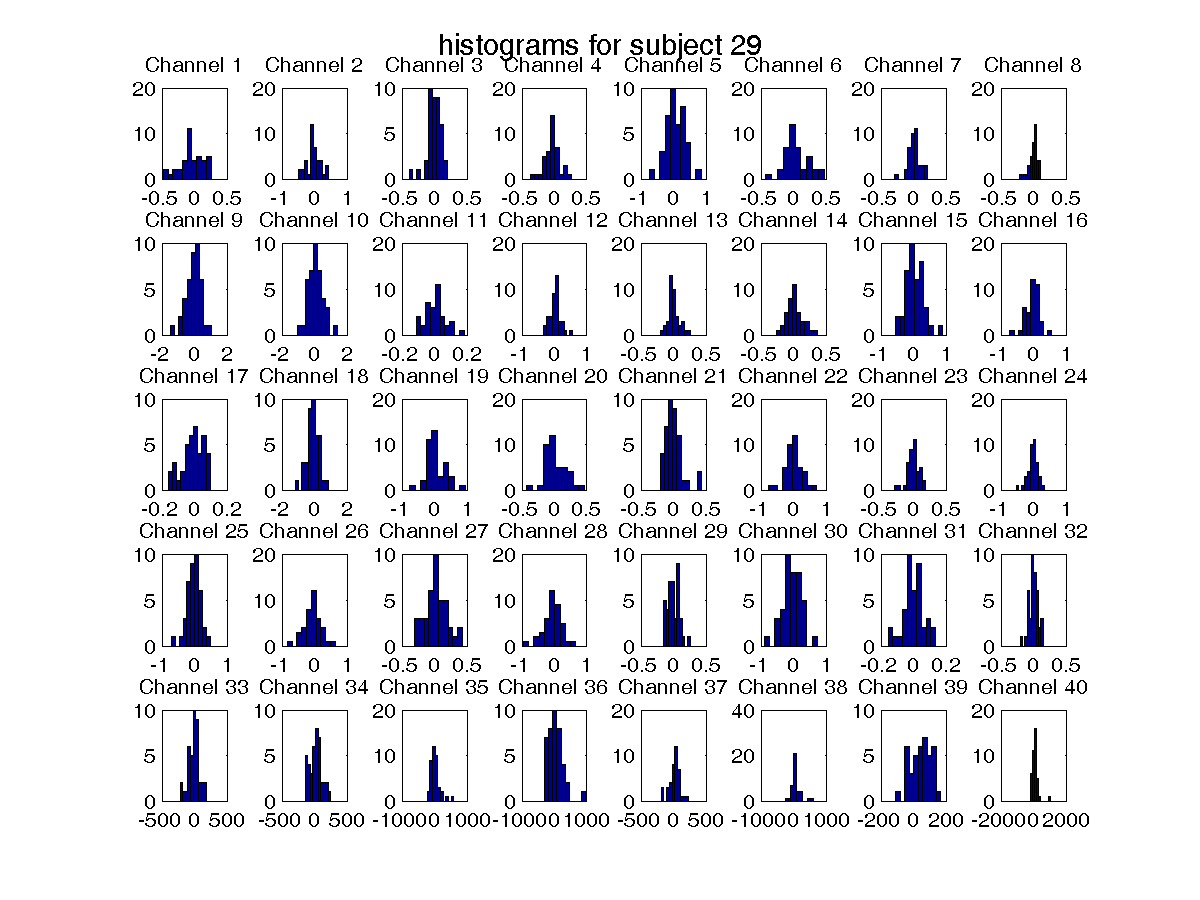 histograms for subject 29
Channel 1 Channel 2 Channel 3 Channel 4 Channel 5 Channel 6 Channel 7 Channel 8
20 20 10 20 10 20 20 20
10 10 5 10 5 10 10 10
0 0 0 0 0 0 0 0
-0.5 0 0.5 -1 0 1 -0.5 0 0.5 -0.5 0 0.5 -1 0 1 -0.5 0 0.5 -0.5 0 0.5 -0.5 0 0.5
Channel 9 Channel 10 Channel 11 Channel 12 Channel 13 Channel 14 Channel 15 Channel 16
10 10 20 20 20 20 10 20
5 5 10 10 10 10 5 10
0 0 0 0 0 0 0 0
-2 0 2 -2 0 2 -0.2 0 0.2 -1 0 1 -0.5 0 0.5 -0.5 0 0.5 -1 0 1 -1 0 1
Channel 17 Channel 18 Channel 19 Channel 20 Channel 21 Channel 22 Channel 23 Channel 24
10 10 20 20 10 20 20 20
5 5 10 10 5 10 10 10
0 0 0 0 0 0 0 0
-0.2 0 0.2 -2 0 2 -1 0 1 -0.5 0 0.5 -0.5 0 0.5 -1 0 1 -1 0 1 -1 0 1
Channel 25 Channel 26 Channel 27 Channel 28 Channel 29 Channel 30 Channel 31 Channel 32
10 20 10 20 10 10 10 10
5 10 5 10 5 5 5 5
0 0 0 0 0 0 0 0
-1 0 1 -1 0 1 -0.5 0 0.5 -1 0 1 -0.5 0 0.5 -1 0 1 -0.2 0 0.2 -0.5 0 0.5
Channel 33 Channel 34 Channel 35 Channel 36 Channel 37 Channel 38 Channel 39 Channel 40
10 10 20 10 20 40 10 20
5 5 10 5 10 20 5 10
0 0 0 0 0 0 0 0
-500 0 500 -500 0 500 -10000 1000 -10000 1000 -500 0 500 -10000 1000 -200 0 200 -20000 2000